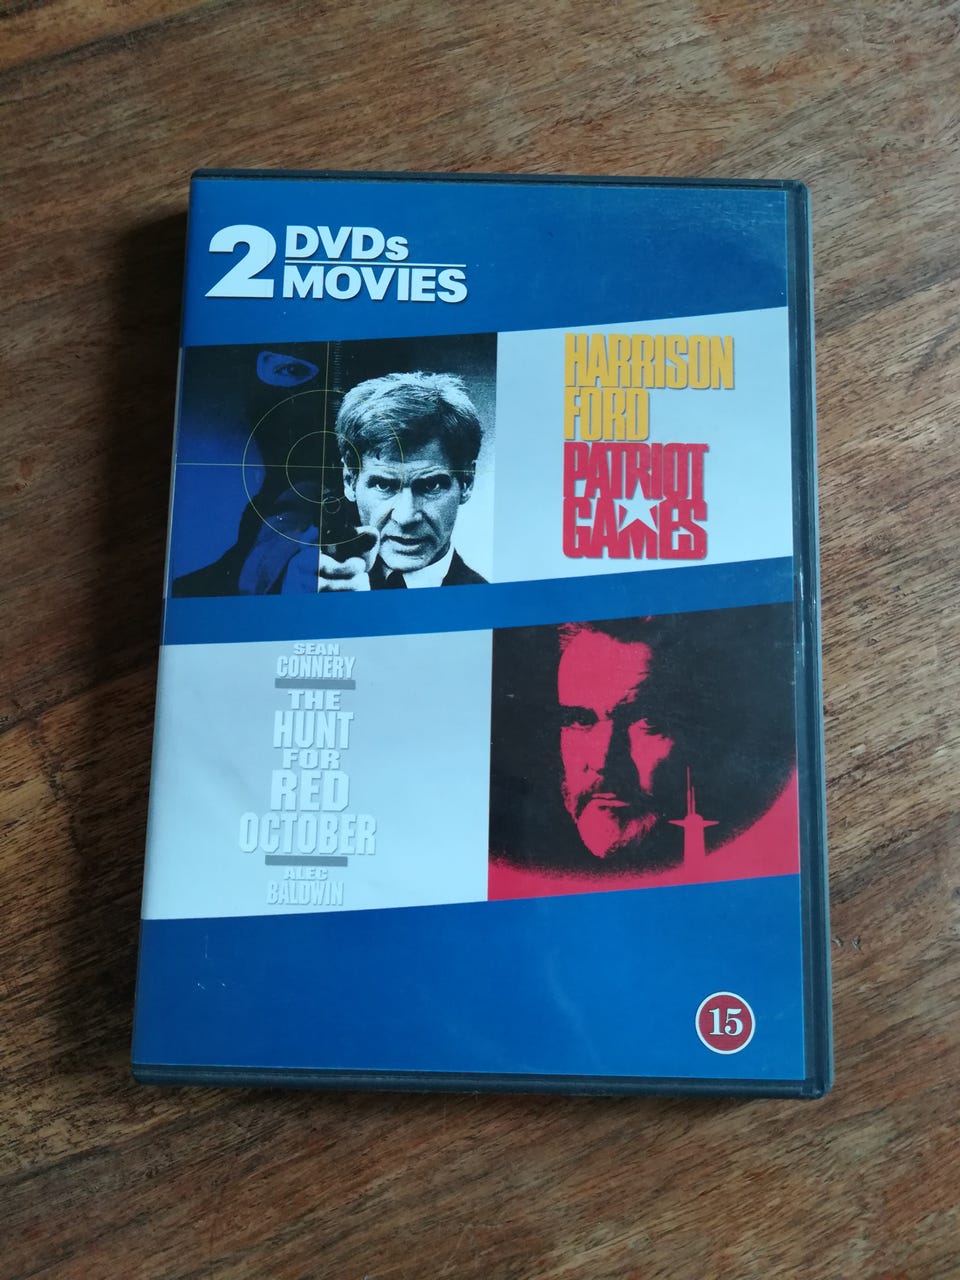 2 DVDs
MOVIES
HARRISON
FORD
PATRIOT
GAMES
SEAN
CONNERY
THE
HUNT
FOR
RED
OCTOBER
ALEC
BALDWIN
15